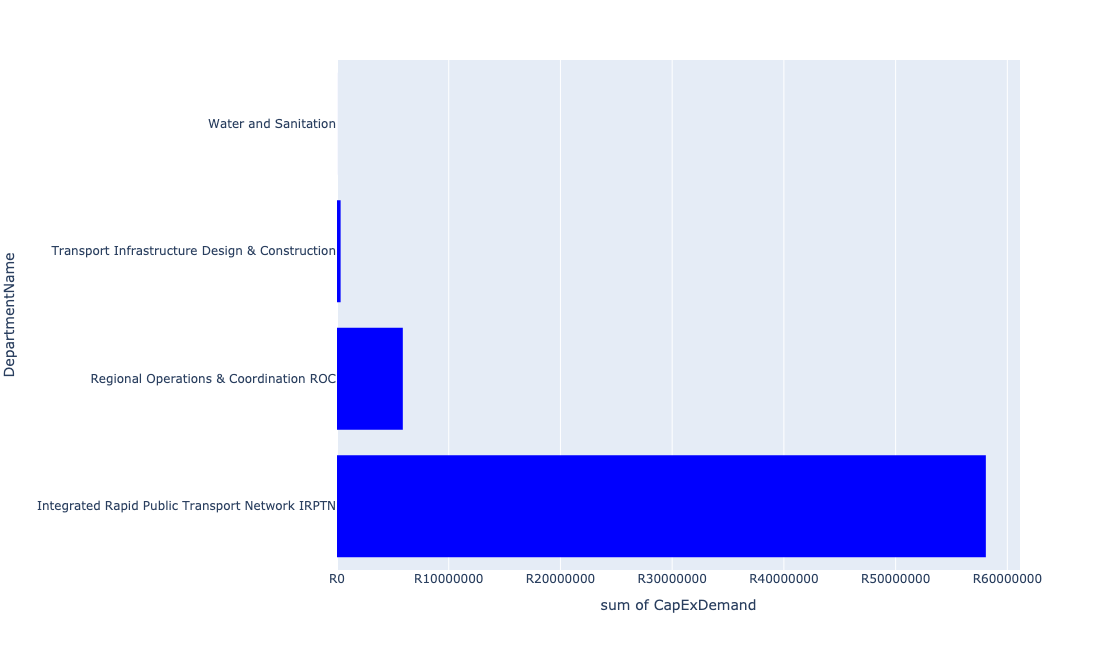 Water and Sanitation
Transport Infrastructure Design & Construction
Regional Operations & Coordination ROC
Integrated Rapid Public Transport Network IRPTN
DepartmentName
R0 R10000000 R20000000 R30000000 R40000000 R50000000 R60000000
sum of CapExDemand